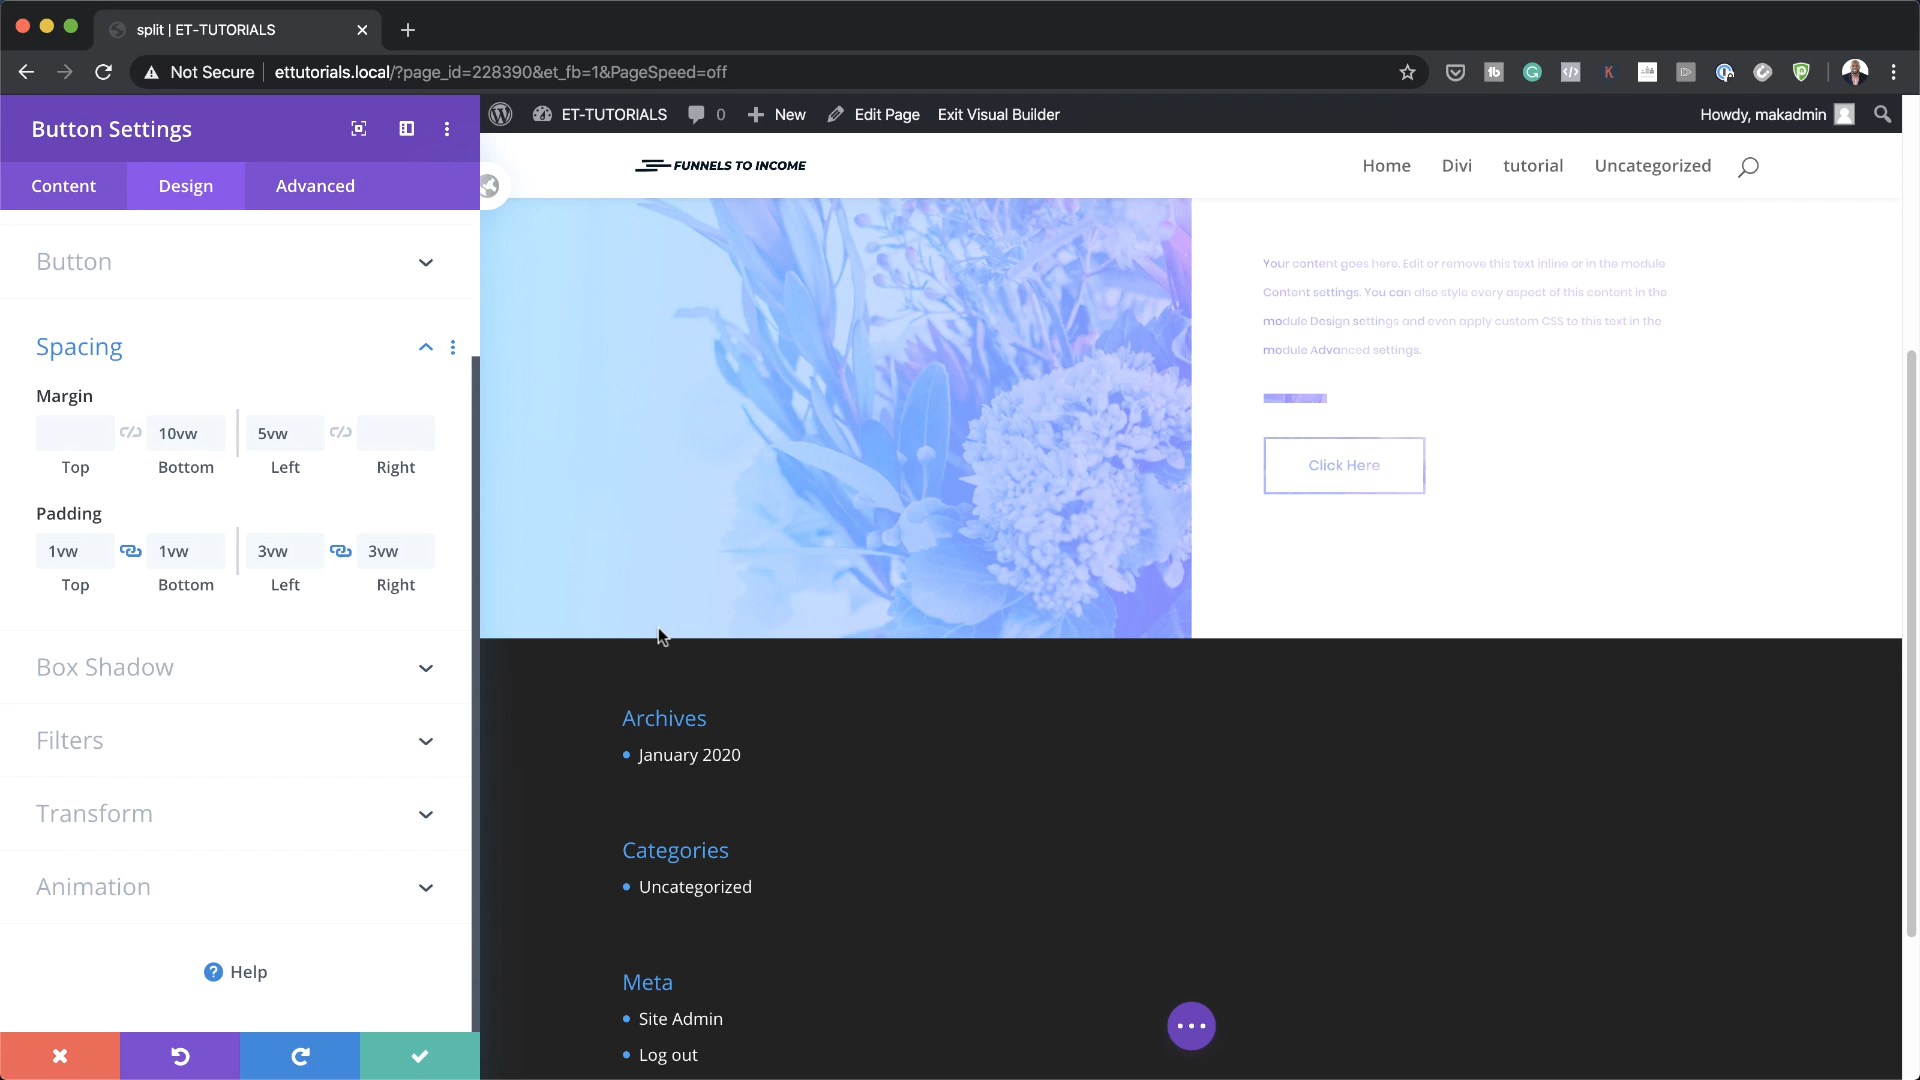 split | ET-TUTORIALS
Not Secure
ettutorials.local/?page_id=228390&et_fb=1&PageSpeed=off
Button Settings
ET-TUTORIALS
0
New
Edit Page
Exit Visual Builder
Howdy, makadmin
Content
Design
Advanced
FUNNELS TO INCOME
Home
Divi
tutorial
Uncategorized
Button
Spacing
Margin
10vw
5vw
Top
Bottom
Left
Right
Padding
1vw
1vw
3vw
3vw
Top
Bottom
Left
Right
Box Shadow
Filters
Transform
Animation
Help
Your content goes here. Edit or remove this text inline or in the module
Content settings. You can also style every aspect of this content in the
module Design settings and even apply custom CSS to this text in the
module Advanced settings.
Click Here
Archives
January 2020
Categories
Uncategorized
Meta
Site Admin
Log out